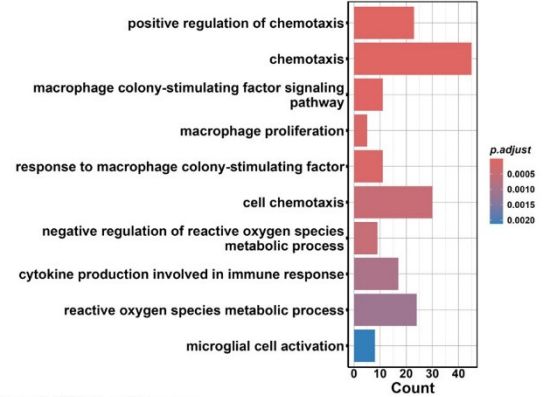 positive regulation of chemotaxis
chemotaxis
macrophage colony-stimulating factor signaling
pathway
macrophage proliferation
response to macrophage colony-stimulating factor
cell chemotaxis
negative regulation of reactive oxygen species
metabolic process
cytokine production involved in immune response
reactive oxygen species metabolic process
microglial cell activation
0 10 20 30 40
Count
p.adjust
0.0005
0.0010
0.0015
0.0020